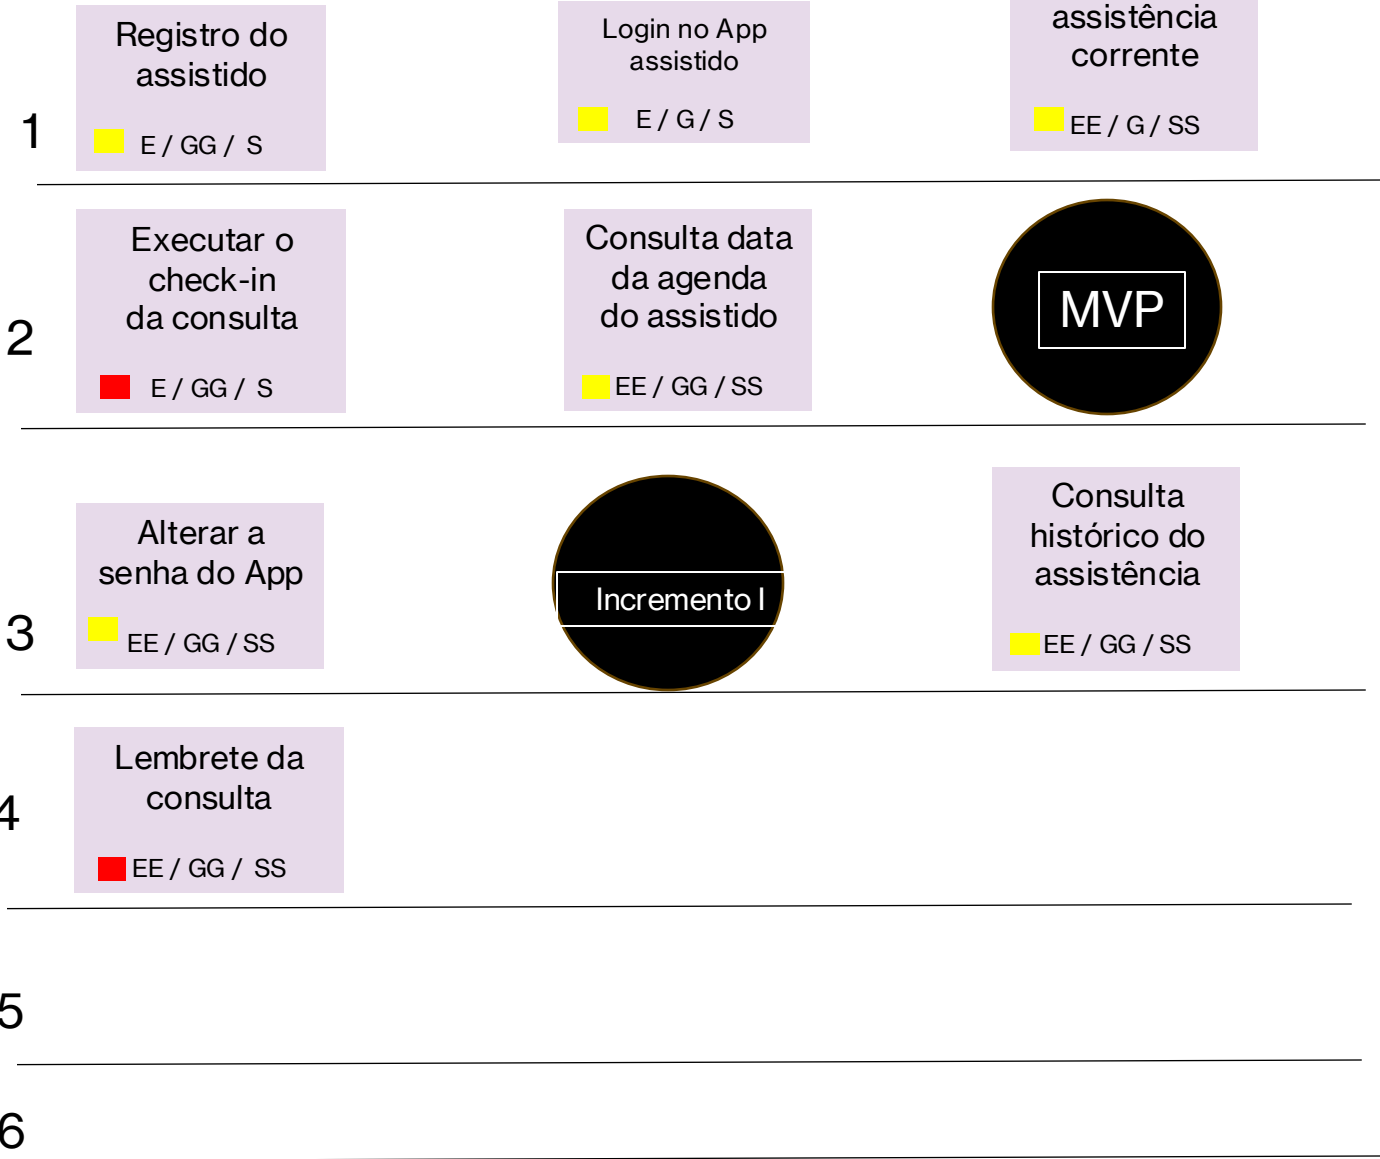 1
Registro do
assistido
E / GG / S
Login no App
assistido
E / G / S
assistência
corrente
EE / G / SS
2
Executar o
check-in
da consulta
E / GG / S
Consulta data
da agenda
do assistido
EE / GG / SS
MVP
3
Alterar a
senha do App
EE / GG / SS
Incremento I
Consulta
histórico do
assistência
EE / GG / SS
4
Lembrete da
consulta
EE / GG / SS
5
6